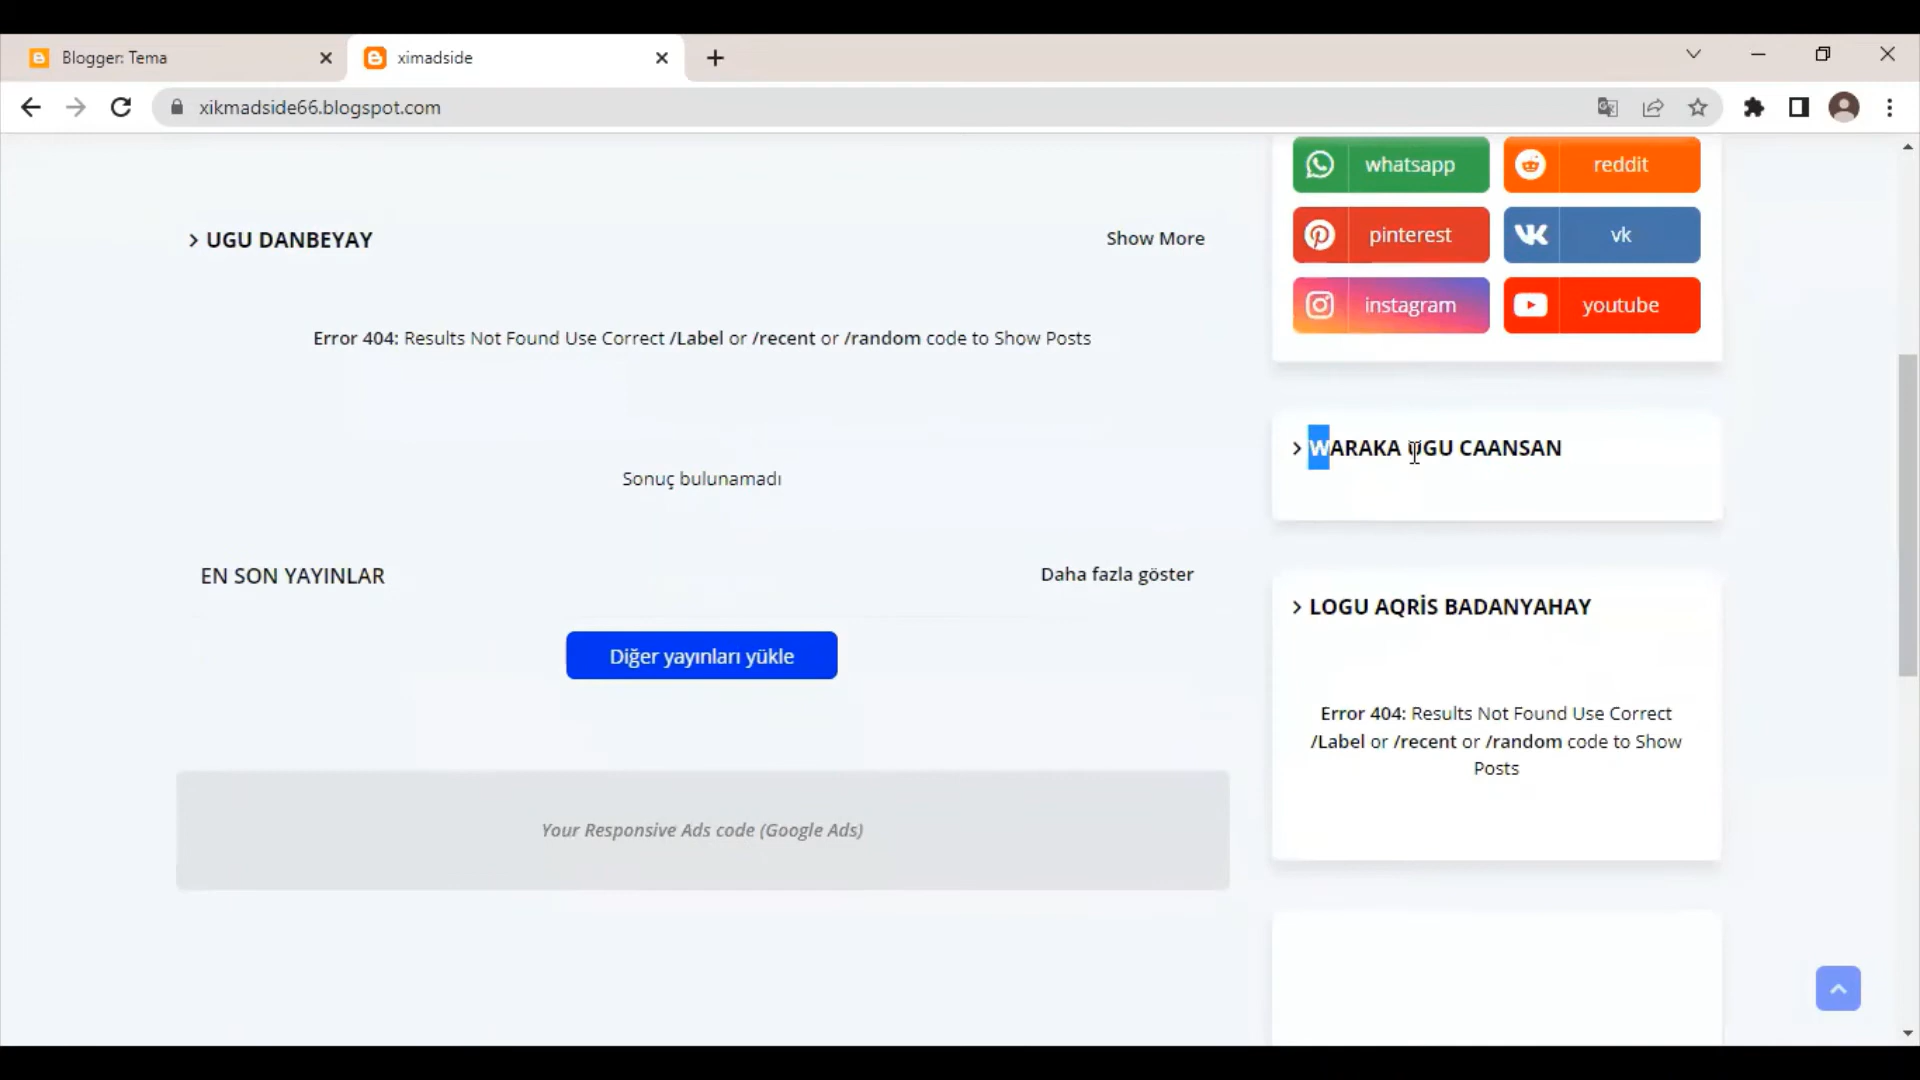 Blogger: Tema
ximadside
xikmadside66.blogspot.com
whatsapp
reddit
pinterest
vk
instagram
youtube
UGU DANBEYAY
Show More
Error 404: Results Not Found Use Correct /Label or /recent or /random code to Show Posts
Sonuç bulunamadı
EN SON YAYINLAR
Daha fazla göster
Diğer yayınları yükle
Your Responsive Ads code (Google Ads)
WARAKA UGU CAANSAN
LOGU AQRİS BADANYAHAY
Error 404: Results Not Found Use Correct
/Label or /recent or /random code to Show
Posts